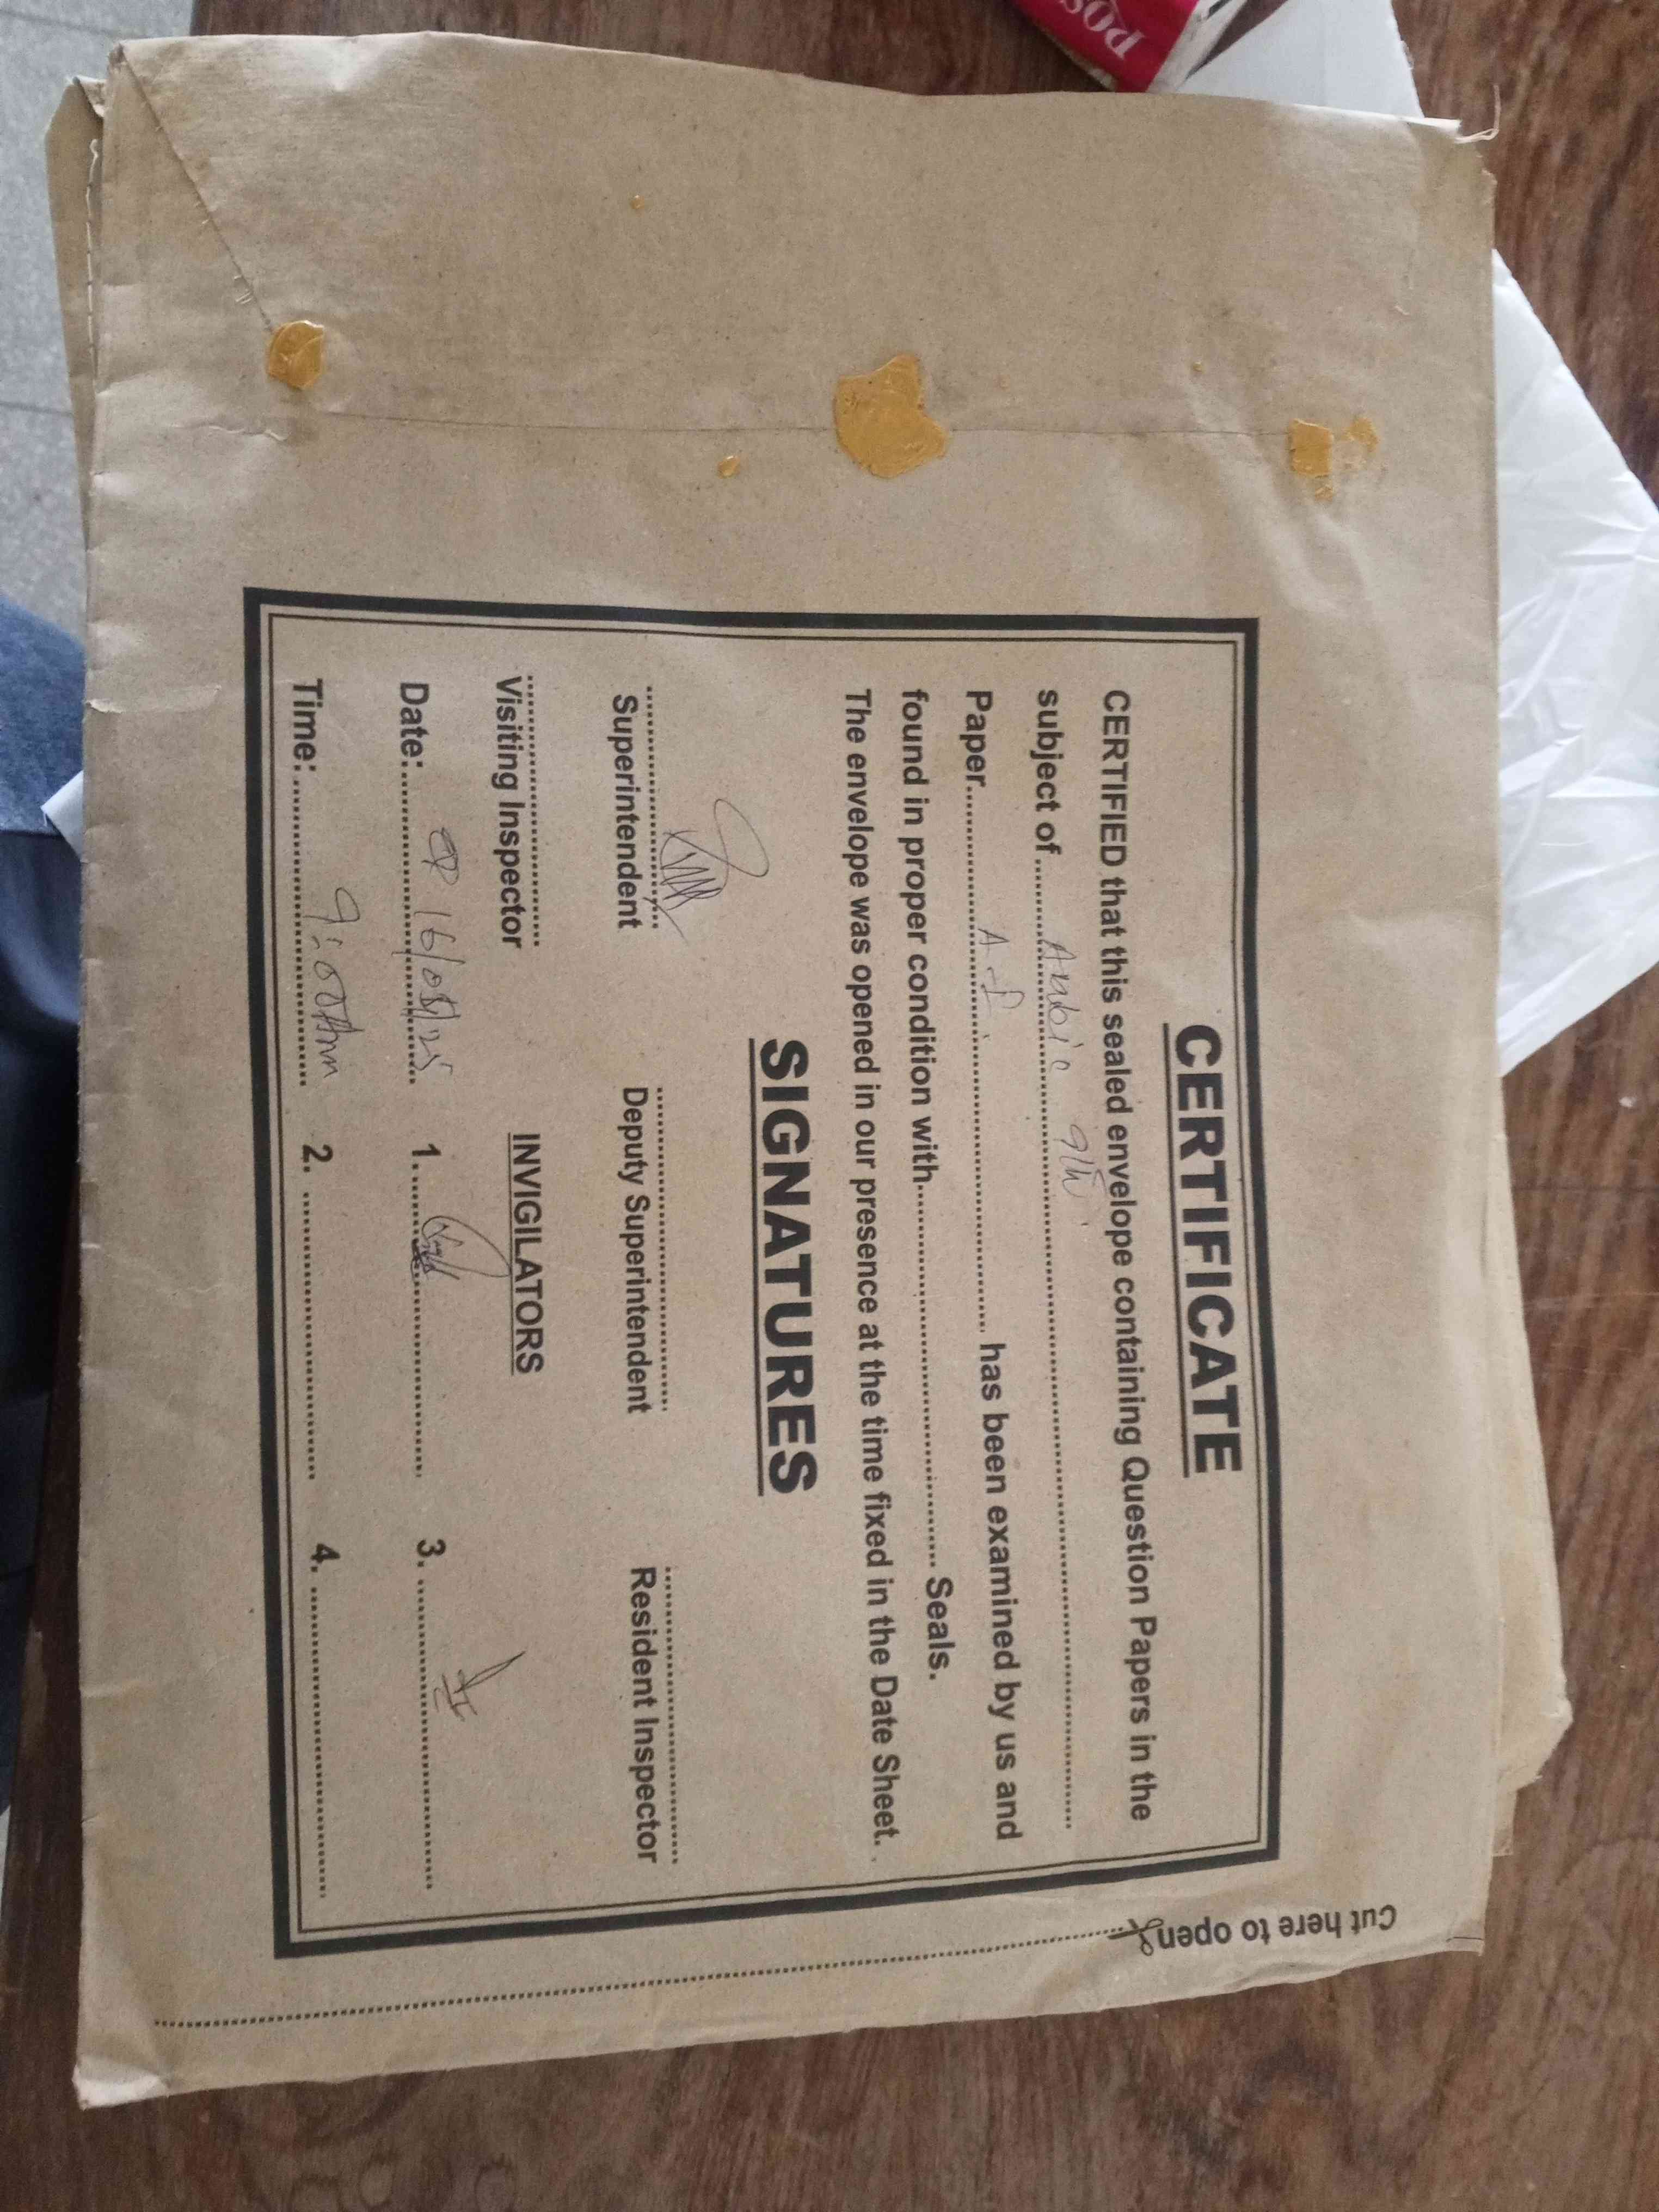 CERTIFICATE
CERTIFIED that this sealed envelope containing Question Papers in the
subject of.......Arabic 9th.......
Paper.......A-I.......has been examined by us and
found in proper condition with.......Seals.
The envelope was opened in our presence at the time fixed in the Date Sheet.
SIGNATURES
Superintendent Deputy Superintendent Resident Inspector
Visiting Inspector INVIGILATORS
Date:.......16/05/25 1........ 3........
Time:.......9:00Am 2........ 4........
Cut here to open
POS